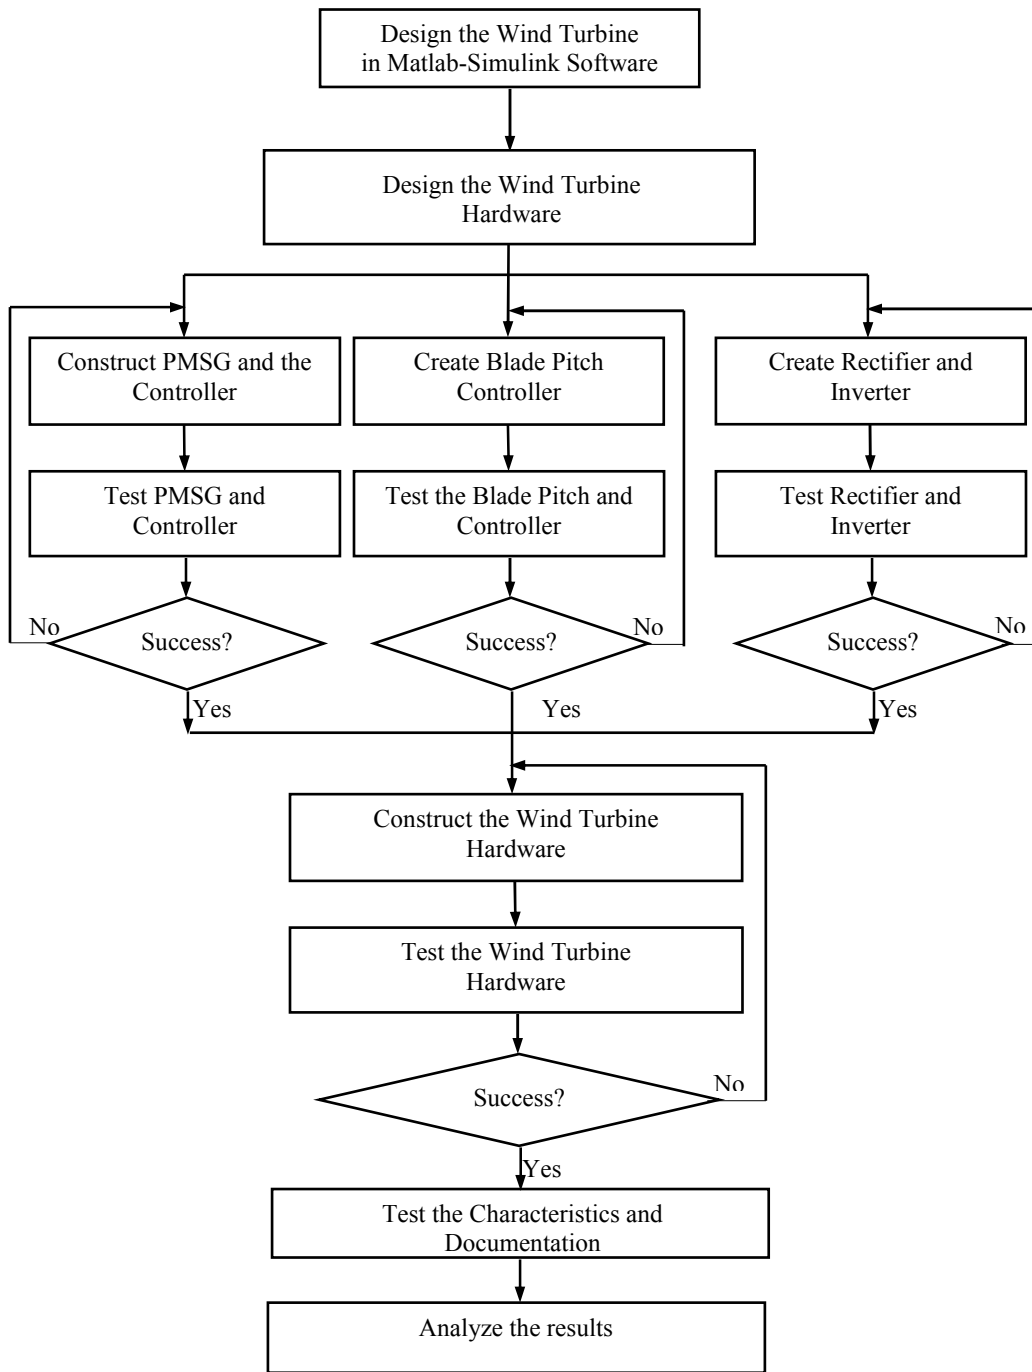 Design the Wind Turbine
in Matlab-Simulink Software
Design the Wind Turbine
Hardware
Construct PMSG and the
Controller
Create Blade Pitch
Controller
Create Rectifier and
Inverter
Test PMSG and
Controller
Test the Blade Pitch and
Controller
Test Rectifier and
Inverter
No
Success?
Success?
No
Success?
No
Yes
Yes
Yes
Construct the Wind Turbine
Hardware
Test the Wind Turbine
Hardware
Success?
No
Yes
Test the Characteristics and
Documentation
Analyze the results